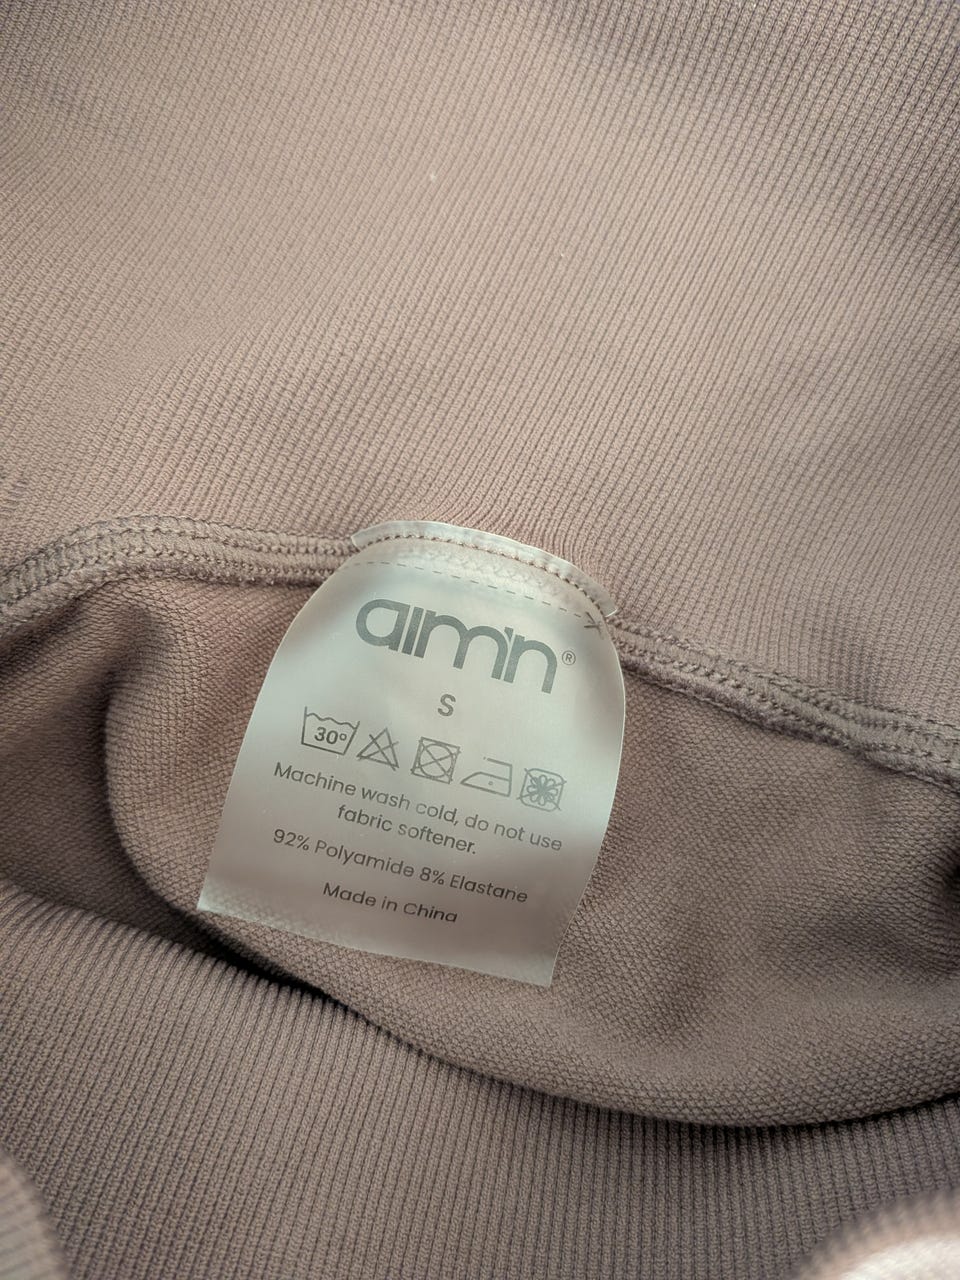 aim'n®
S
30°
Machine wash cold, do not use
fabric softener.
92% Polyamide 8% Elastane
Made in China